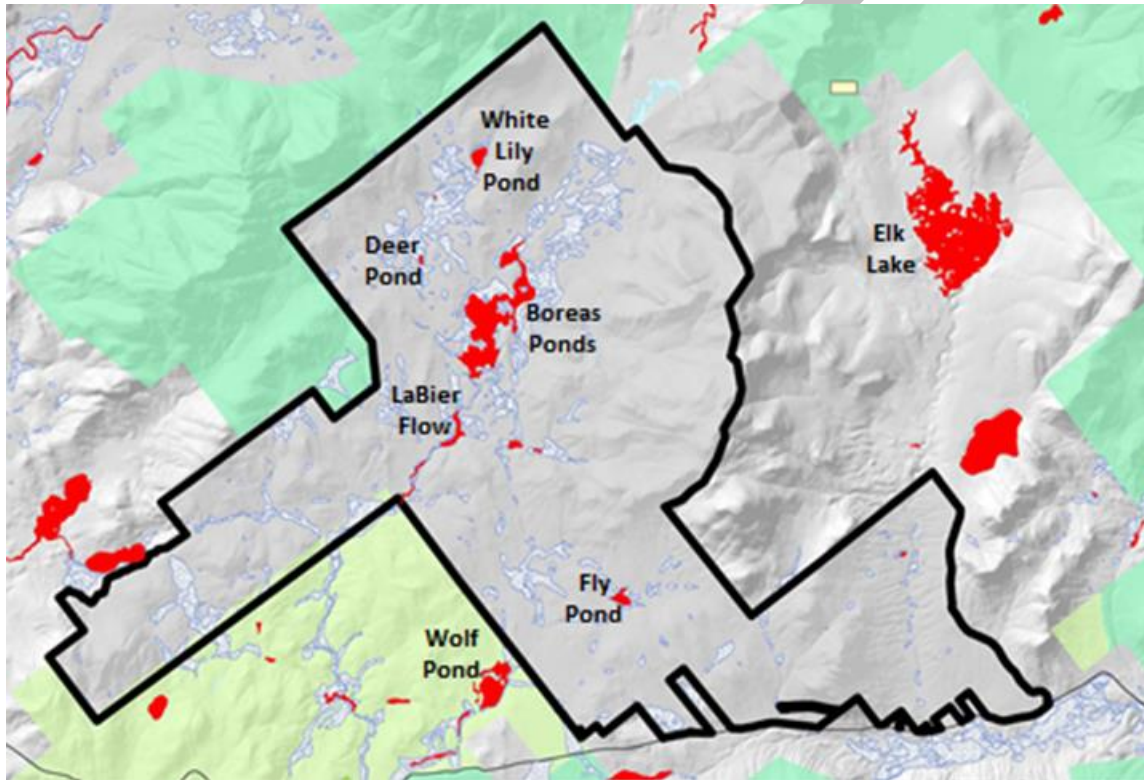 White
Lily
Pond
Deer
Pond
Elk
Lake
Boreas
Ponds
LaBier
Flow
Fly
Pond
Wolf
Pond